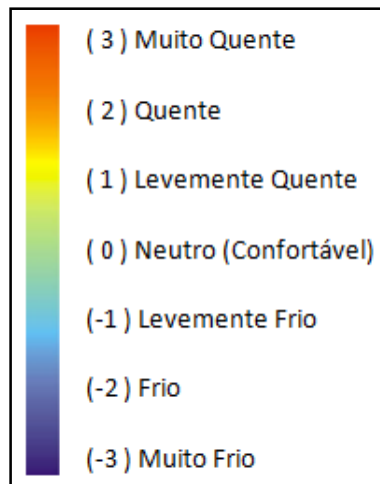 ( 3 ) Muito Quente
( 2 ) Quente
( 1 ) Levemente Quente
( 0 ) Neutro (Confortável)
(-1 ) Levemente Frio
(-2 ) Frio
(-3 ) Muito Frio